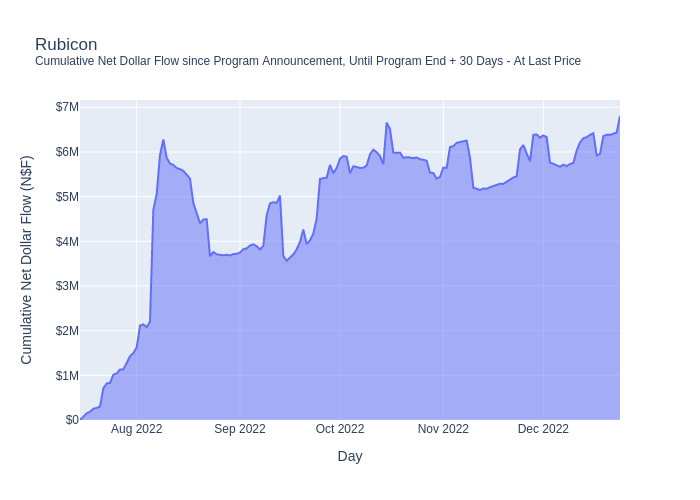 Rubicon
Cumulative Net Dollar Flow since Program Announcement, Until Program End + 30 Days - At Last Price
Cumulative Net Dollar Flow (N$F)
$7M
$6M
$5M
$4M
$3M
$2M
$1M
$0
Aug 2022
Sep 2022
Oct 2022
Nov 2022
Dec 2022
Day